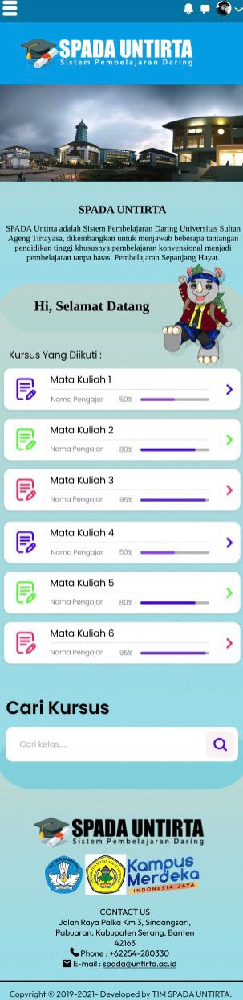 SPADA UNTIRTA
Sistem Pembelajaran Daring
SPADA UNTIRTA
SPADA Untirta adalah Sistem Pembelajaran Daring Universitas Sultan
Ageng Tirtayasa, dikembangkan untuk menjawab beberapa tantangan
pendidikan tinggi khususnya pembelajaran konvensional menjadi
pembelajaran tanpa batas. Pembelajaran Sepanjang Hayat.
Hi, Selamat Datang
Kursus Yang Diikuti :
Mata Kuliah 1
Nama Pengajar 50%
Mata Kuliah 2
Nama Pengajar 80%
Mata Kuliah 3
Nama Pengajar 95%
Mata Kuliah 4
Nama Pengajar 50%
Mata Kuliah 5
Nama Pengajar 80%
Mata Kuliah 6
Nama Pengajar 95%
Cari Kursus
Cari kelas.....
SPADA UNTIRTA
Sistem Pembelajaran Daring
Kampus
Merdeka
INDONESIA JAYA
CONTACT US
Jalan Raya Palka Km 3, Sindangsari,
Pabuaran, Kabupaten Serang, Banten
42163
Phone : +62254-280330
E-mail : spada@untirta.ac.id
Copyright © 2019-2021- Developed by TIM SPADA UNTIRTA.